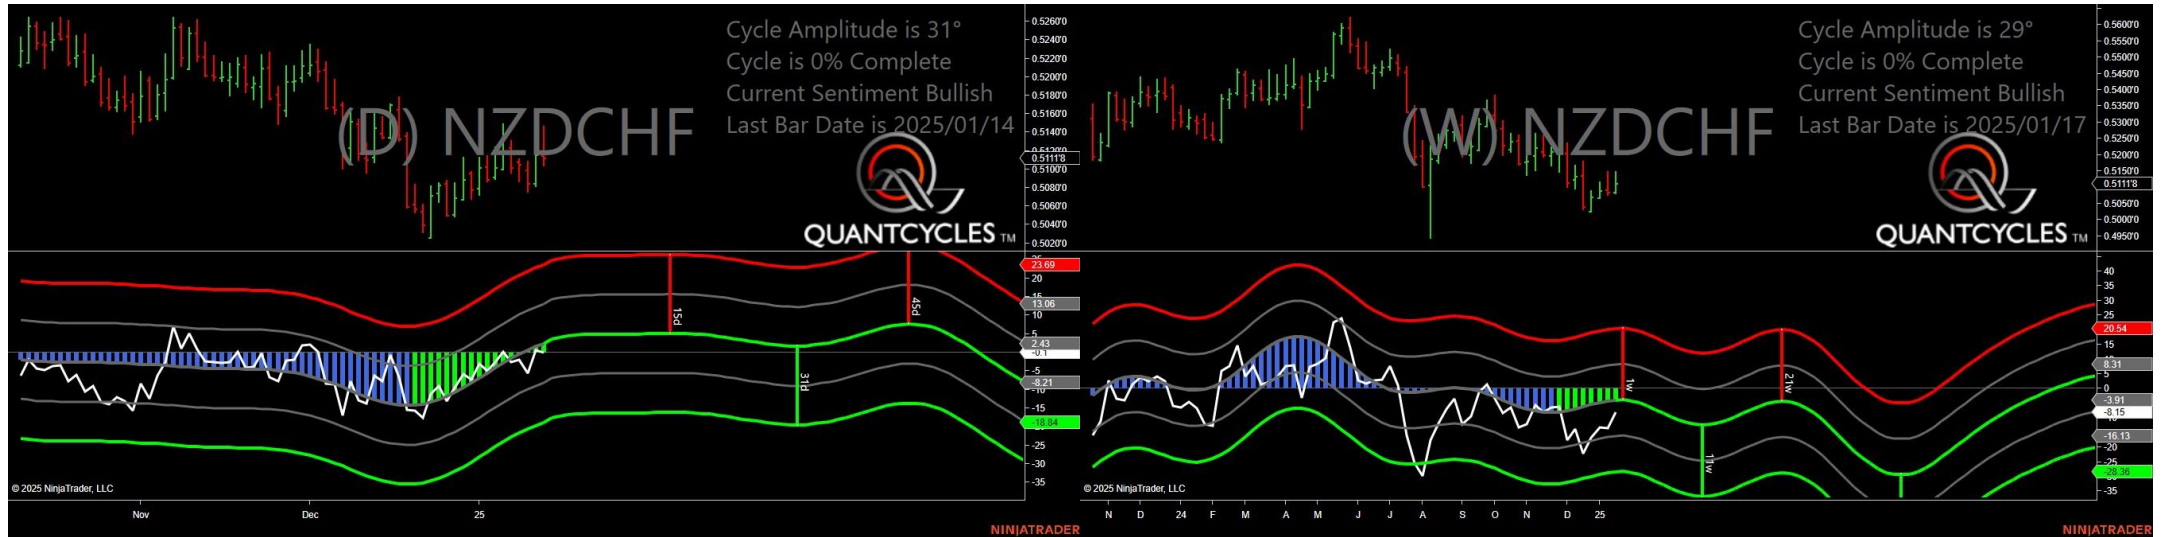 Cycle Amplitude is 31°
Cycle is 0% Complete
Current Sentiment Bullish
Last Bar Date is 2025/01/14
(D) NZDCHF
QUANTCYCLES TM
0.5260'0
0.5240'0
0.5220'0
0.5200'0
0.5180'0
0.5160'0
0.5140'0
0.5111'8
0.5100'0
0.5080'0
0.5060'0
0.5040'0
0.5020'0
23.69
20
13.06
10
5
2.43
-0.1
-5
-8.21
-15
-18.84
-25
-30
-35
15d
31d
45d
© 2025 NinjaTrader, LLC
Nov
Dec
25
NINJATRADER
Cycle Amplitude is 29°
Cycle is 0% Complete
Current Sentiment Bullish
Last Bar Date is 2025/01/17
(W) NZDCHF
QUANTCYCLES TM
0.5600'0
0.5550'0
0.5500'0
0.5450'0
0.5400'0
0.5350'0
0.5300'0
0.5250'0
0.5200'0
0.5150'0
0.5111'8
0.5050'0
0.5000'0
0.4950'0
40
35
30
25
20.54
15
8.31
5
0
-3.91
-8.15
-16.13
-20
-25
-28.36
-35
1w
11w
21w
© 2025 NinjaTrader, LLC
N D 24 F M A M J J A S O N D 25
NINJATRADER